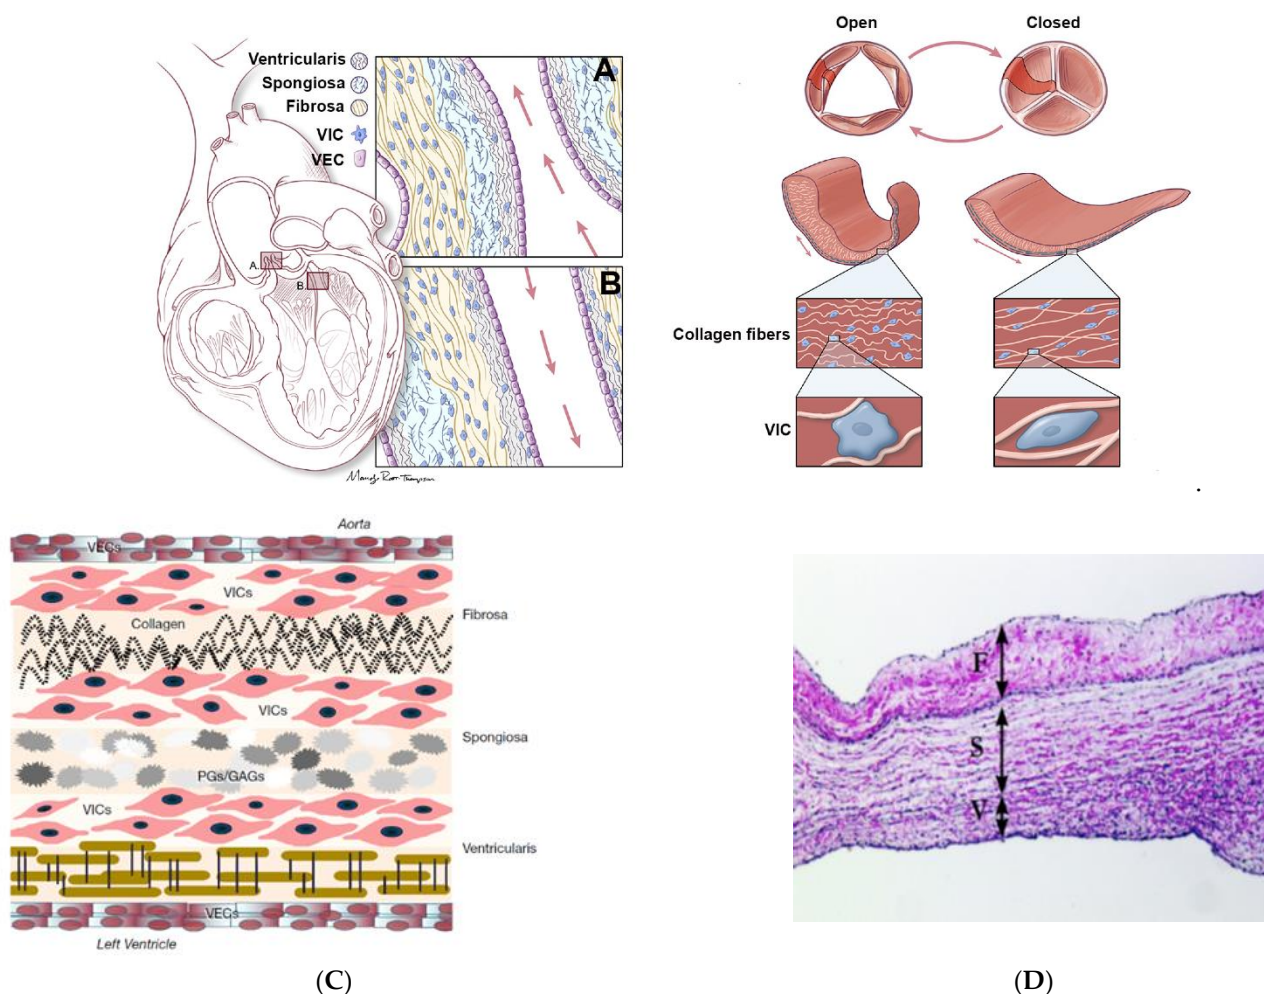 Ventricularis
Spongiosa
Fibrosa
VIC
VEC
A
A.
B.
B
Open
Closed
Collagen fibers
VIC
.
Aorta
VECs
VICs
Fibrosa
Collagen
VICs
Spongiosa
PGs/GAGs
VICs
Ventricularis
VECs
Left Ventricle
(C)
F
S
V
(D)